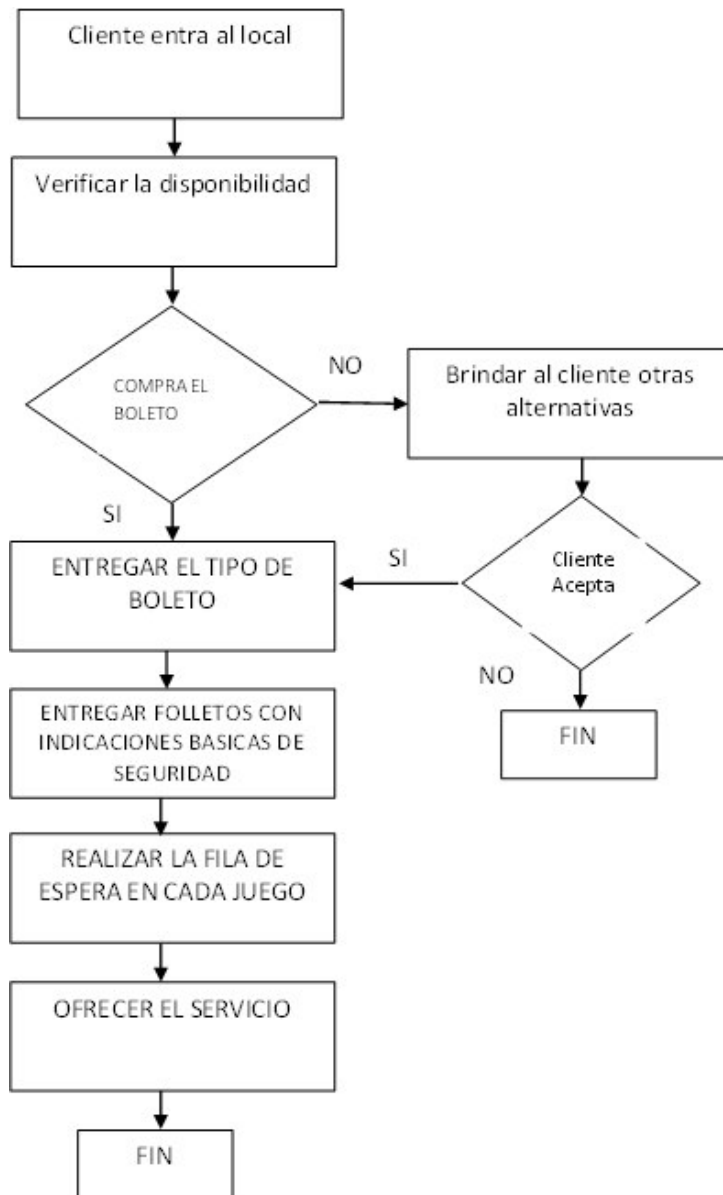 Cliente entra al local
Verificar la disponibilidad
COMPRA EL
BOLETO
NO
Brindar al cliente otras
alternativas
SI
Cliente
Acepta
SI
NO
FIN
ENTREGAR EL TIPO DE
BOLETO
ENTREGAR FOLLETOS CON
INDICACIONES BASICAS DE
SEGURIDAD
REALIZAR LA FILA DE
ESPERA EN CADA JUEGO
OFRECER EL SERVICIO
FIN